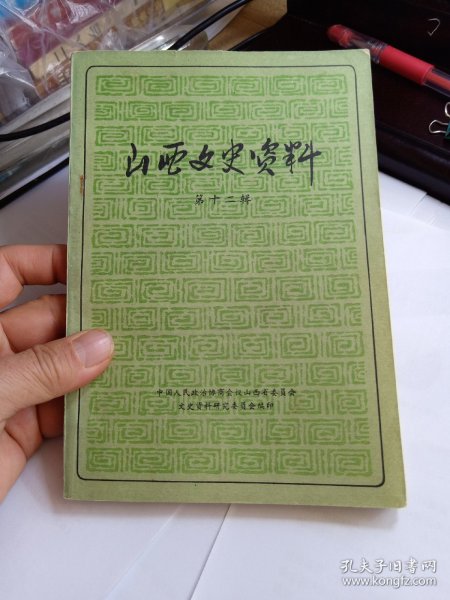 山西文史资料
第十二辑
中国人民政治协商会议山西省委员会
文史资料研究委员会编印
孔夫子旧书网
www.kongfz.com